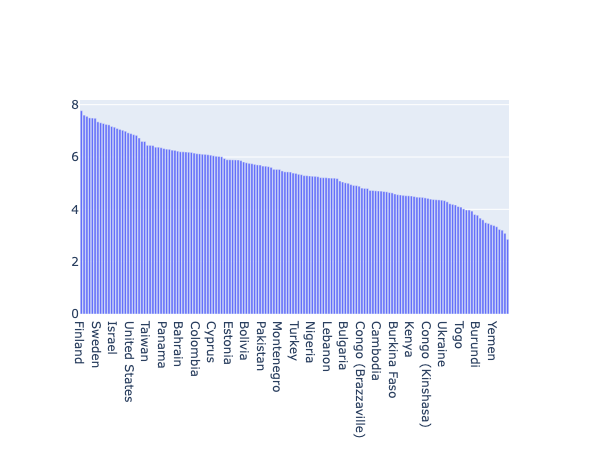 8
6
4
2
0
Finland
Sweden
Israel
United States
Taiwan
Panama
Bahrain
Colombia
Cyprus
Estonia
Bolivia
Pakistan
Montenegro
Turkey
Nigeria
Lebanon
Bulgaria
Congo (Brazzaville)
Cambodia
Burkina Faso
Kenya
Congo (Kinshasa)
Ukraine
Togo
Burundi
Yemen